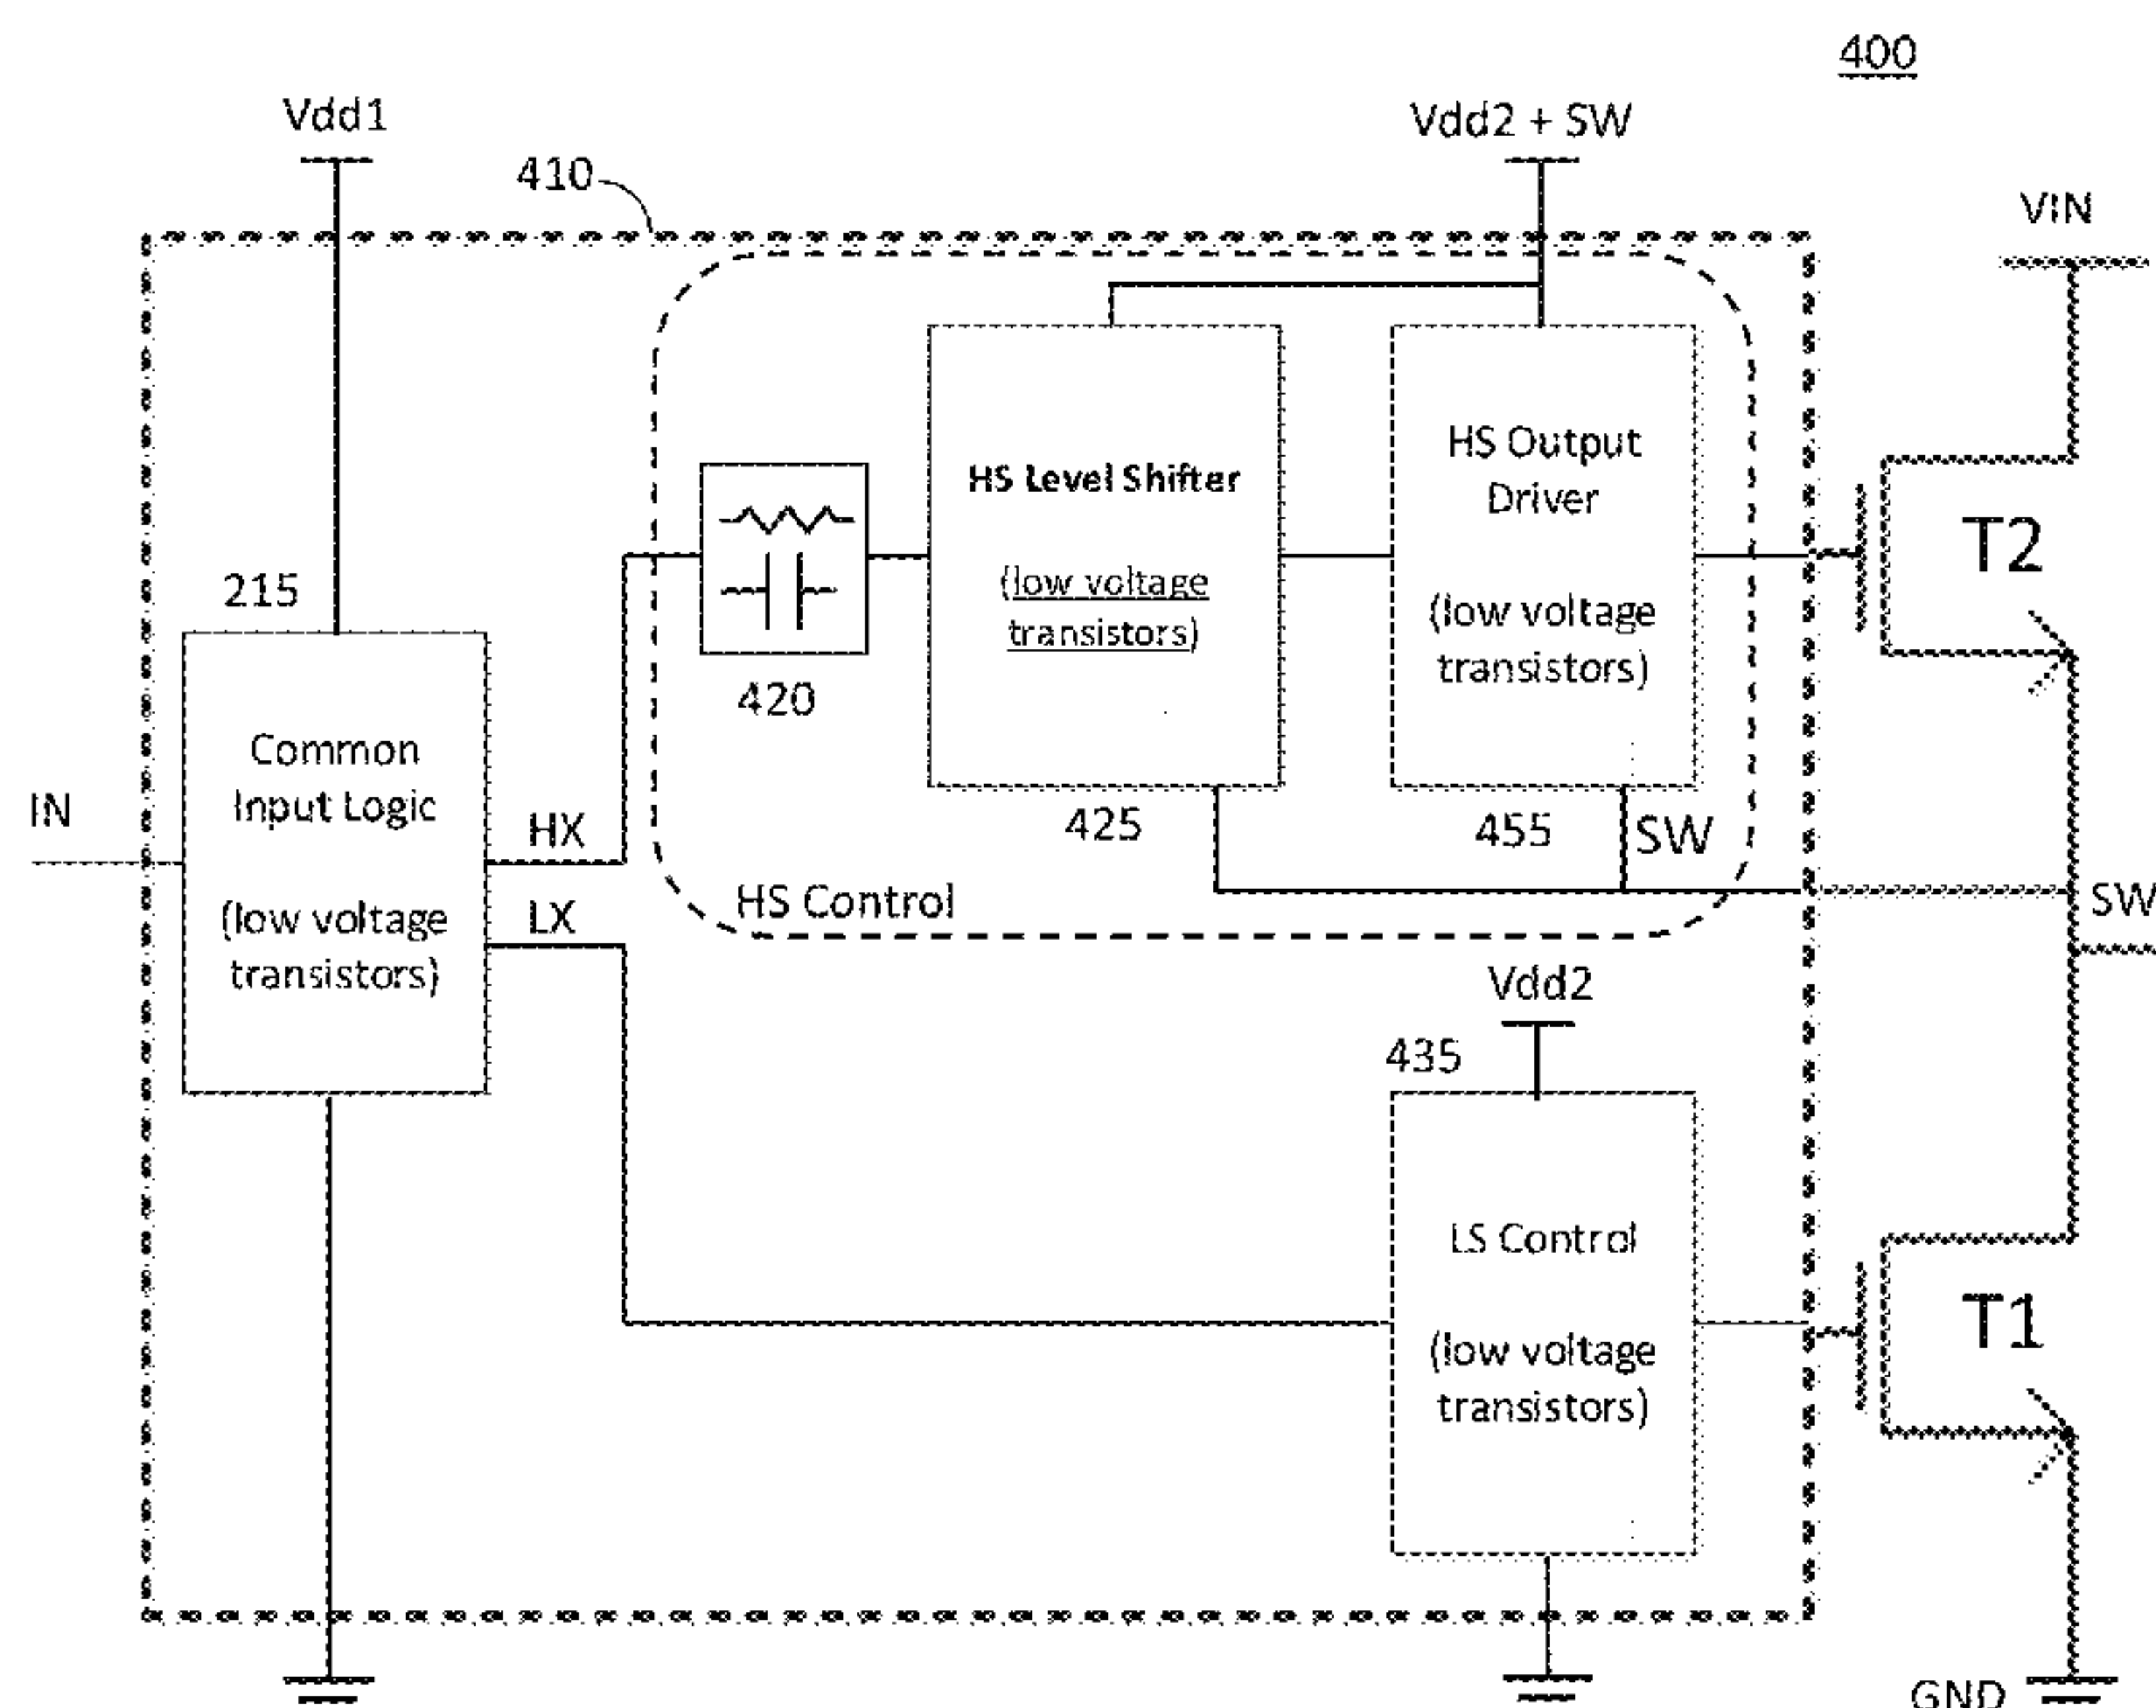 400
Vdd1
Vdd2 + SW
410
VIN
HS Level Shifter
(low voltage
transistors)
HS Output
Driver
(low voltage
transistors)
T2
215
420
Common
Input Logic
(low voltage
transistors)
IN
HX
LX
425
455
SW
HS Control
SW
Vdd2
435
LS Control
(low voltage
transistors)
T1
GND